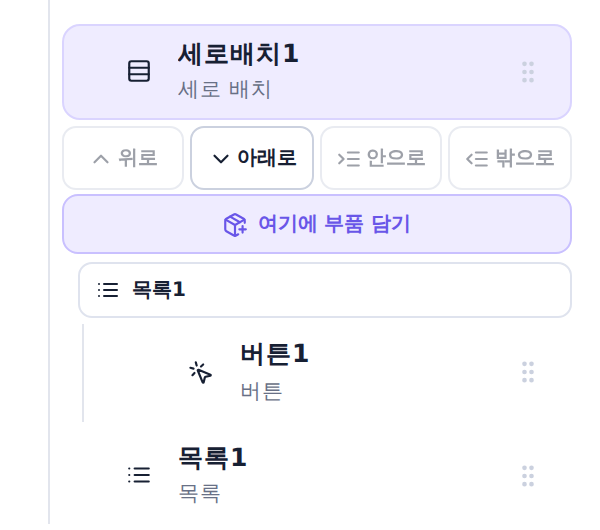 세로배치1
세로 배치
위로 아래로 안으로 밖으로
여기에 부품 담기
목록1
버튼1
버튼
목록1
목록